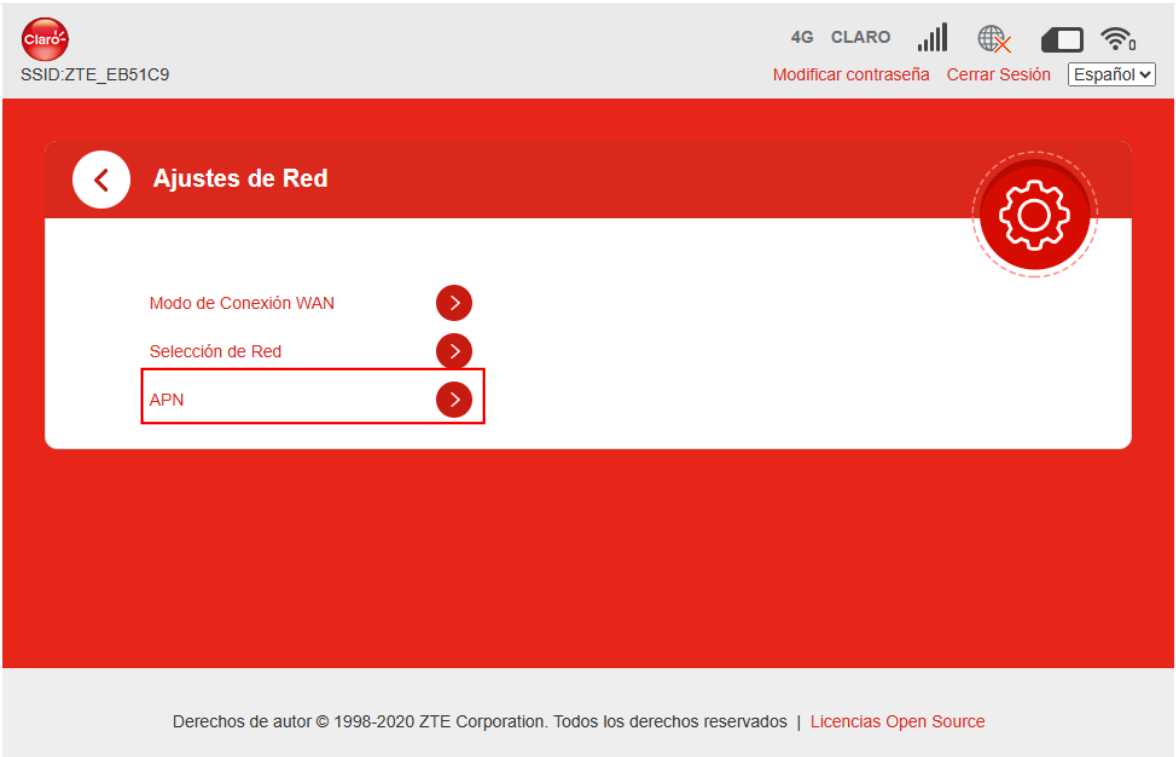 Claro
4G CLARO
SSID:ZTE_EB51C9
Modificar contraseña Cerrar Sesión Español
Ajustes de Red
Modo de Conexión WAN
Selección de Red
APN
Derechos de autor © 1998-2020 ZTE Corporation. Todos los derechos reservados | Licencias Open Source